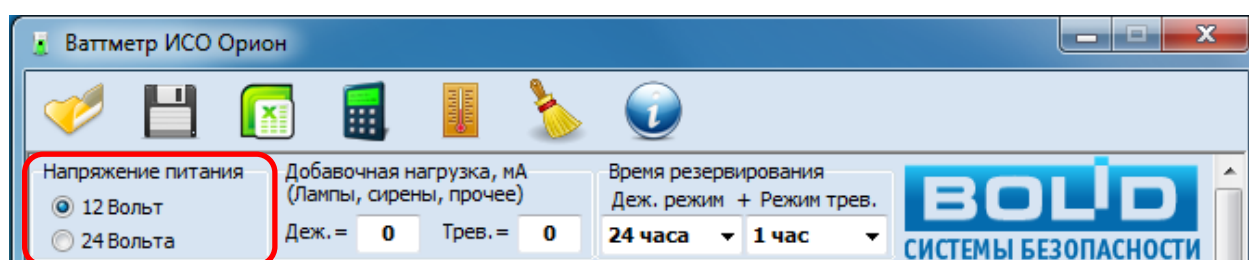 Ваттметр ИСО Орион
Напряжение питания
12 Вольт
24 Вольта
Добавочная нагрузка, мА
(Лампы, сирены, прочее)
Деж.= 0 Трев.= 0
Время резервирования
Деж. режим + Режим трев.
24 часа 1 час
BOLID
СИСТЕМЫ БЕЗОПАСНОСТИ